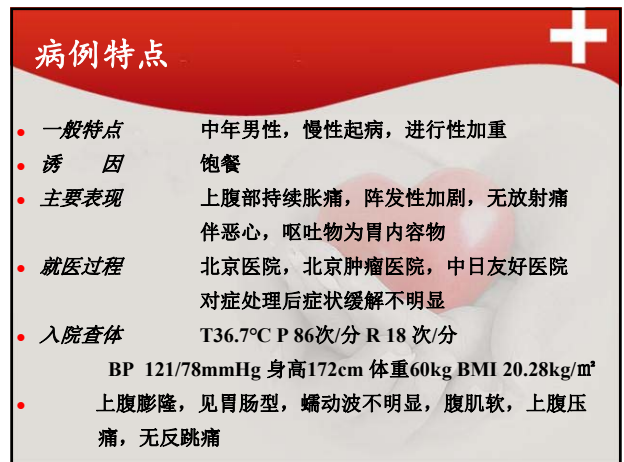 病例特点
一般特点 中年男性，慢性起病，进行性加重
诱 因 饱餐
主要表现 上腹部持续胀痛，阵发性加剧，无放射痛
伴恶心，呕吐物为胃内容物
就医过程 北京医院，北京肿瘤医院，中日友好医院
对症处理后症状缓解不明显
入院查体 T36.7℃ P 86次/分 R 18 次/分
BP 121/78mmHg 身高172cm 体重60kg BMI 20.28kg/㎡
上腹膨隆，见胃肠型，蠕动波不明显，腹肌软，上腹压
痛，无反跳痛